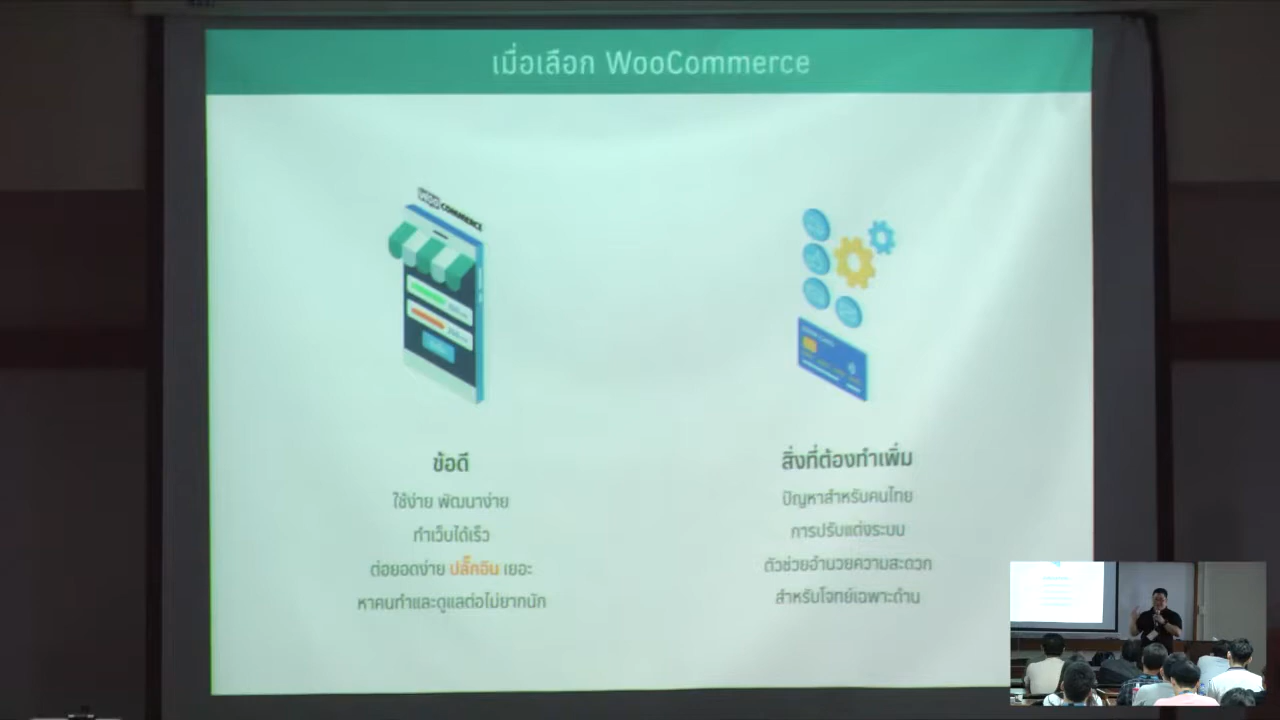 เมื่อเลือก WooCommerce
WOO COMMERCE
ข้อดี
ใช้ง่าย พัฒนาง่าย
ทำเว็บได้เร็ว
ต่อยอดง่าย ปลั๊กอิน เยอะ
หาคนทำและดูแลต่อไม่ยากนัก
สิ่งที่ต้องทำเพิ่ม
ปัญหาสำหรับคนไทย
การปรับแต่งระบบ
ตัวช่วยอำนวยความสะดวก
สำหรับโจทย์เฉพาะด้าน